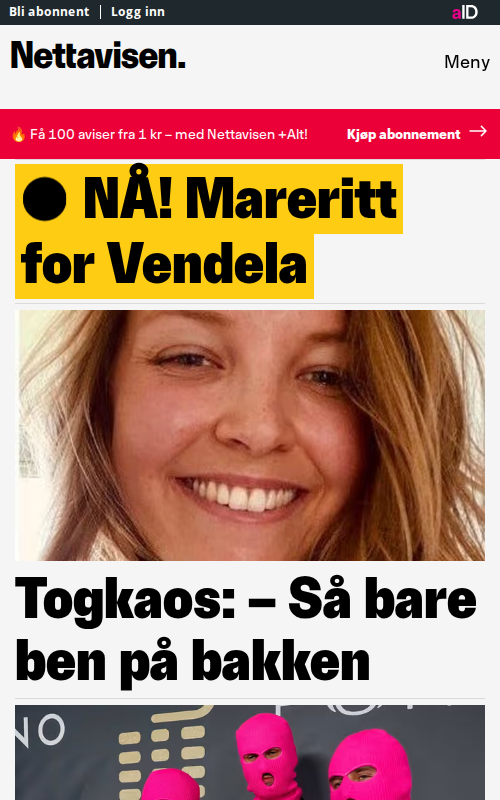 Bli abonnent | Logg inn
aID
Nettavisen.
Meny
🔥 Få 100 aviser fra 1 kr – med Nettavisen +Alt!
Kjøp abonnement →
● NÅ! Mareritt
for Vendela
Togkaos: – Så bare
ben på bakken
NO